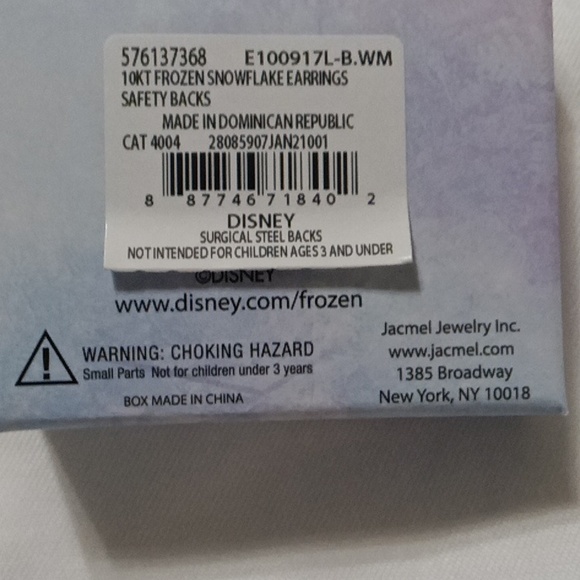 576137368 E100917L-B.WM
10KT FROZEN SNOWFLAKE EARRINGS
SAFETY BACKS
MADE IN DOMINICAN REPUBLIC
CAT 4004 28085907JAN21001
8 87746 71840 2
DISNEY
SURGICAL STEEL BACKS
NOT INTENDED FOR CHILDREN AGES 3 AND UNDER
©DISNEY
www.disney.com/frozen
WARNING: CHOKING HAZARD
Small Parts Not for children under 3 years
BOX MADE IN CHINA
Jacmel Jewelry Inc.
www.jacmel.com
1385 Broadway
New York, NY 10018